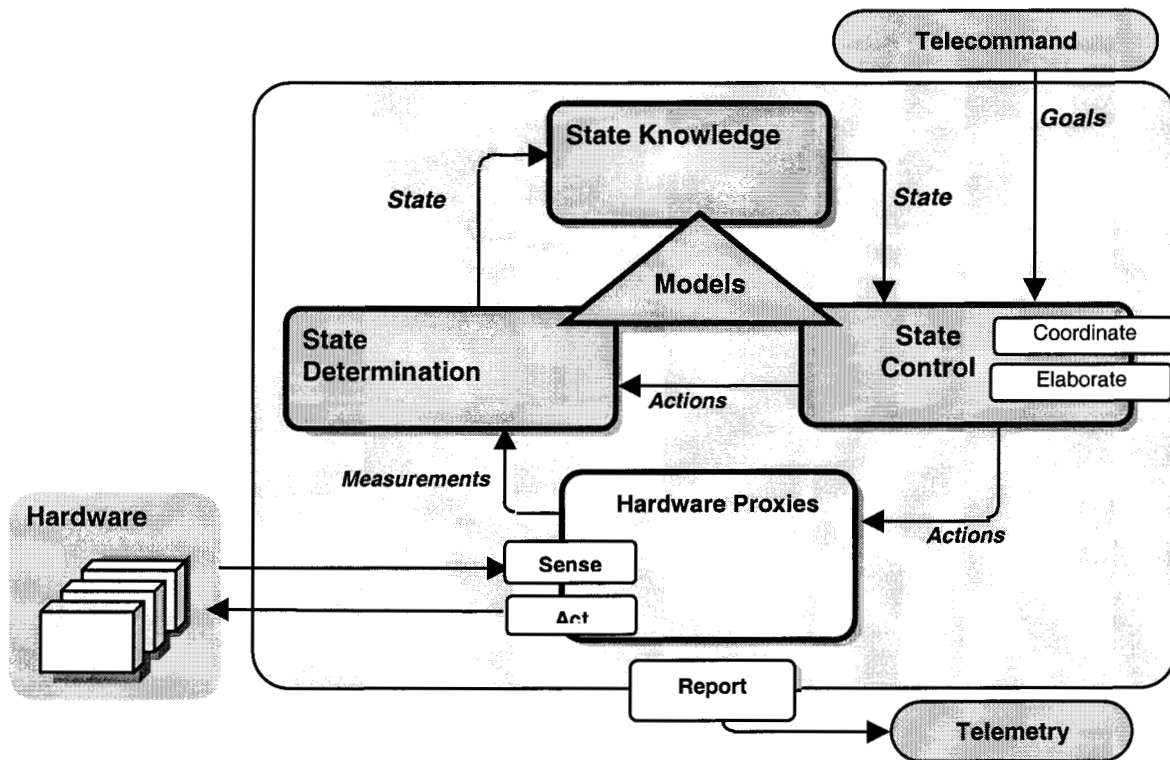 Telecommand
Goals
State Knowledge
State
State
Models
State
Determination
State
Control
Coordinate
Elaborate
Actions
Measurements
Hardware Proxies
Actions
Hardware
Sense
Act
Report
Telemetry